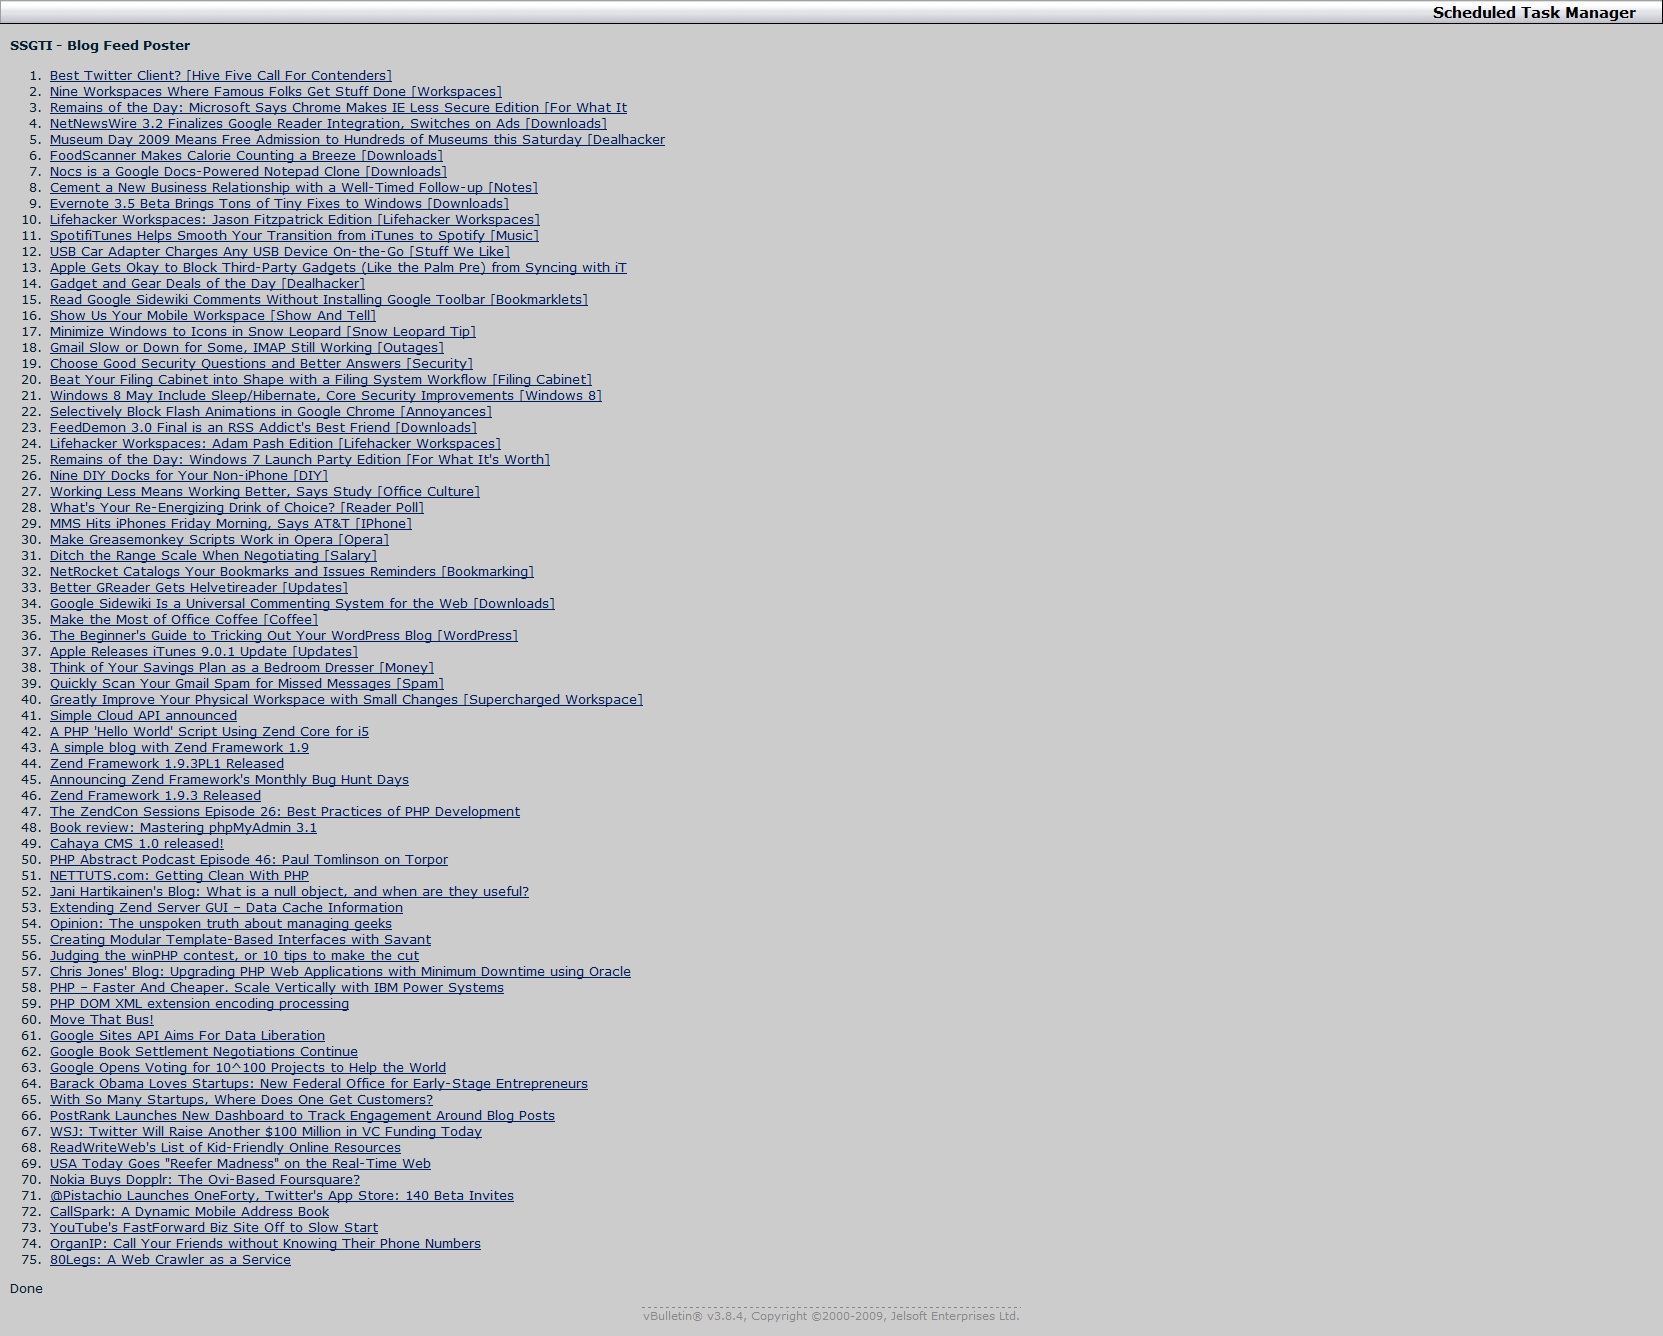 Scheduled Task Manager
SSGTI - Blog Feed Poster
1. Best Twitter Client? [Hive Five Call For Contenders]
2. Nine Workspaces Where Famous Folks Get Stuff Done [Workspaces]
3. Remains of the Day: Microsoft Says Chrome Makes IE Less Secure Edition [For What It
4. NetNewsWire 3.2 Finalizes Google Reader Integration, Switches on Ads [Downloads]
5. Museum Day 2009 Means Free Admission to Hundreds of Museums this Saturday [Dealhacker
6. FoodScanner Makes Calorie Counting a Breeze [Downloads]
7. Nocs is a Google Docs-Powered Notepad Clone [Downloads]
8. Cement a New Business Relationship with a Well-Timed Follow-up [Notes]
9. Evernote 3.5 Beta Brings Tons of Tiny Fixes to Windows [Downloads]
10. Lifehacker Workspaces: Jason Fitzpatrick Edition [Lifehacker Workspaces]
11. SpotifiTunes Helps Smooth Your Transition from iTunes to Spotify [Music]
12. USB Car Adapter Charges Any USB Device On-the-Go [Stuff We Like]
13. Apple Gets Okay to Block Third-Party Gadgets (Like the Palm Pre) from Syncing with iT
14. Gadget and Gear Deals of the Day [Dealhacker]
15. Read Google Sidewiki Comments Without Installing Google Toolbar [Bookmarklets]
16. Show Us Your Mobile Workspace [Show And Tell]
17. Minimize Windows to Icons in Snow Leopard [Snow Leopard Tip]
18. Gmail Slow or Down for Some, IMAP Still Working [Outages]
19. Choose Good Security Questions and Better Answers [Security]
20. Beat Your Filing Cabinet into Shape with a Filing System Workflow [Filing Cabinet]
21. Windows 8 May Include Sleep/Hibernate, Core Security Improvements [Windows 8]
22. Selectively Block Flash Animations in Google Chrome [Annoyances]
23. FeedDemon 3.0 Final is an RSS Addict's Best Friend [Downloads]
24. Lifehacker Workspaces: Adam Pash Edition [Lifehacker Workspaces]
25. Remains of the Day: Windows 7 Launch Party Edition [For What It's Worth]
26. Nine DIY Docks for Your Non-iPhone [DIY]
27. Working Less Means Working Better, Says Study [Office Culture]
28. What's Your Re-Energizing Drink of Choice? [Reader Poll]
29. MMS Hits iPhones Friday Morning, Says AT&T [IPhone]
30. Make Greasemonkey Scripts Work in Opera [Opera]
31. Ditch the Range Scale When Negotiating [Salary]
32. NetRocket Catalogs Your Bookmarks and Issues Reminders [Bookmarking]
33. Better GReader Gets Helvetireader [Updates]
34. Google Sidewiki Is a Universal Commenting System for the Web [Downloads]
35. Make the Most of Office Coffee [Coffee]
36. The Beginner's Guide to Tricking Out Your WordPress Blog [WordPress]
37. Apple Releases iTunes 9.0.1 Update [Updates]
38. Think of Your Savings Plan as a Bedroom Dresser [Money]
39. Quickly Scan Your Gmail Spam for Missed Messages [Spam]
40. Greatly Improve Your Physical Workspace with Small Changes [Supercharged Workspace]
41. Simple Cloud API announced
42. A PHP 'Hello World' Script Using Zend Core for i5
43. A simple blog with Zend Framework 1.9
44. Zend Framework 1.9.3PL1 Released
45. Announcing Zend Framework's Monthly Bug Hunt Days
46. Zend Framework 1.9.3 Released
47. The ZendCon Sessions Episode 26: Best Practices of PHP Development
48. Book review: Mastering phpMyAdmin 3.1
49. Cahaya CMS 1.0 released!
50. PHP Abstract Podcast Episode 46: Paul Tomlinson on Torpor
51. NETTUTS.com: Getting Clean With PHP
52. Jani Hartikainen's Blog: What is a null object, and when are they useful?
53. Extending Zend Server GUI – Data Cache Information
54. Opinion: The unspoken truth about managing geeks
55. Creating Modular Template-Based Interfaces with Savant
56. Judging the winPHP contest, or 10 tips to make the cut
57. Chris Jones' Blog: Upgrading PHP Web Applications with Minimum Downtime using Oracle
58. PHP – Faster And Cheaper. Scale Vertically with IBM Power Systems
59. PHP DOM XML extension encoding processing
60. Move That Bus!
61. Google Sites API Aims For Data Liberation
62. Google Book Settlement Negotiations Continue
63. Google Opens Voting for 10^100 Projects to Help the World
64. Barack Obama Loves Startups: New Federal Office for Early-Stage Entrepreneurs
65. With So Many Startups, Where Does One Get Customers?
66. PostRank Launches New Dashboard to Track Engagement Around Blog Posts
67. WSJ: Twitter Will Raise Another $100 Million in VC Funding Today
68. ReadWriteWeb's List of Kid-Friendly Online Resources
69. USA Today Goes "Reefer Madness" on the Real-Time Web
70. Nokia Buys Dopplr: The Ovi-Based Foursquare?
71. @Pistachio Launches OneForty, Twitter's App Store: 140 Beta Invites
72. CallSpark: A Dynamic Mobile Address Book
73. YouTube's FastForward Biz Site Off to Slow Start
74. OrganIP: Call Your Friends without Knowing Their Phone Numbers
75. 80Legs: A Web Crawler as a Service
Done
vBulletin® v3.8.4, Copyright ©2000-2009, Jelsoft Enterprises Ltd.